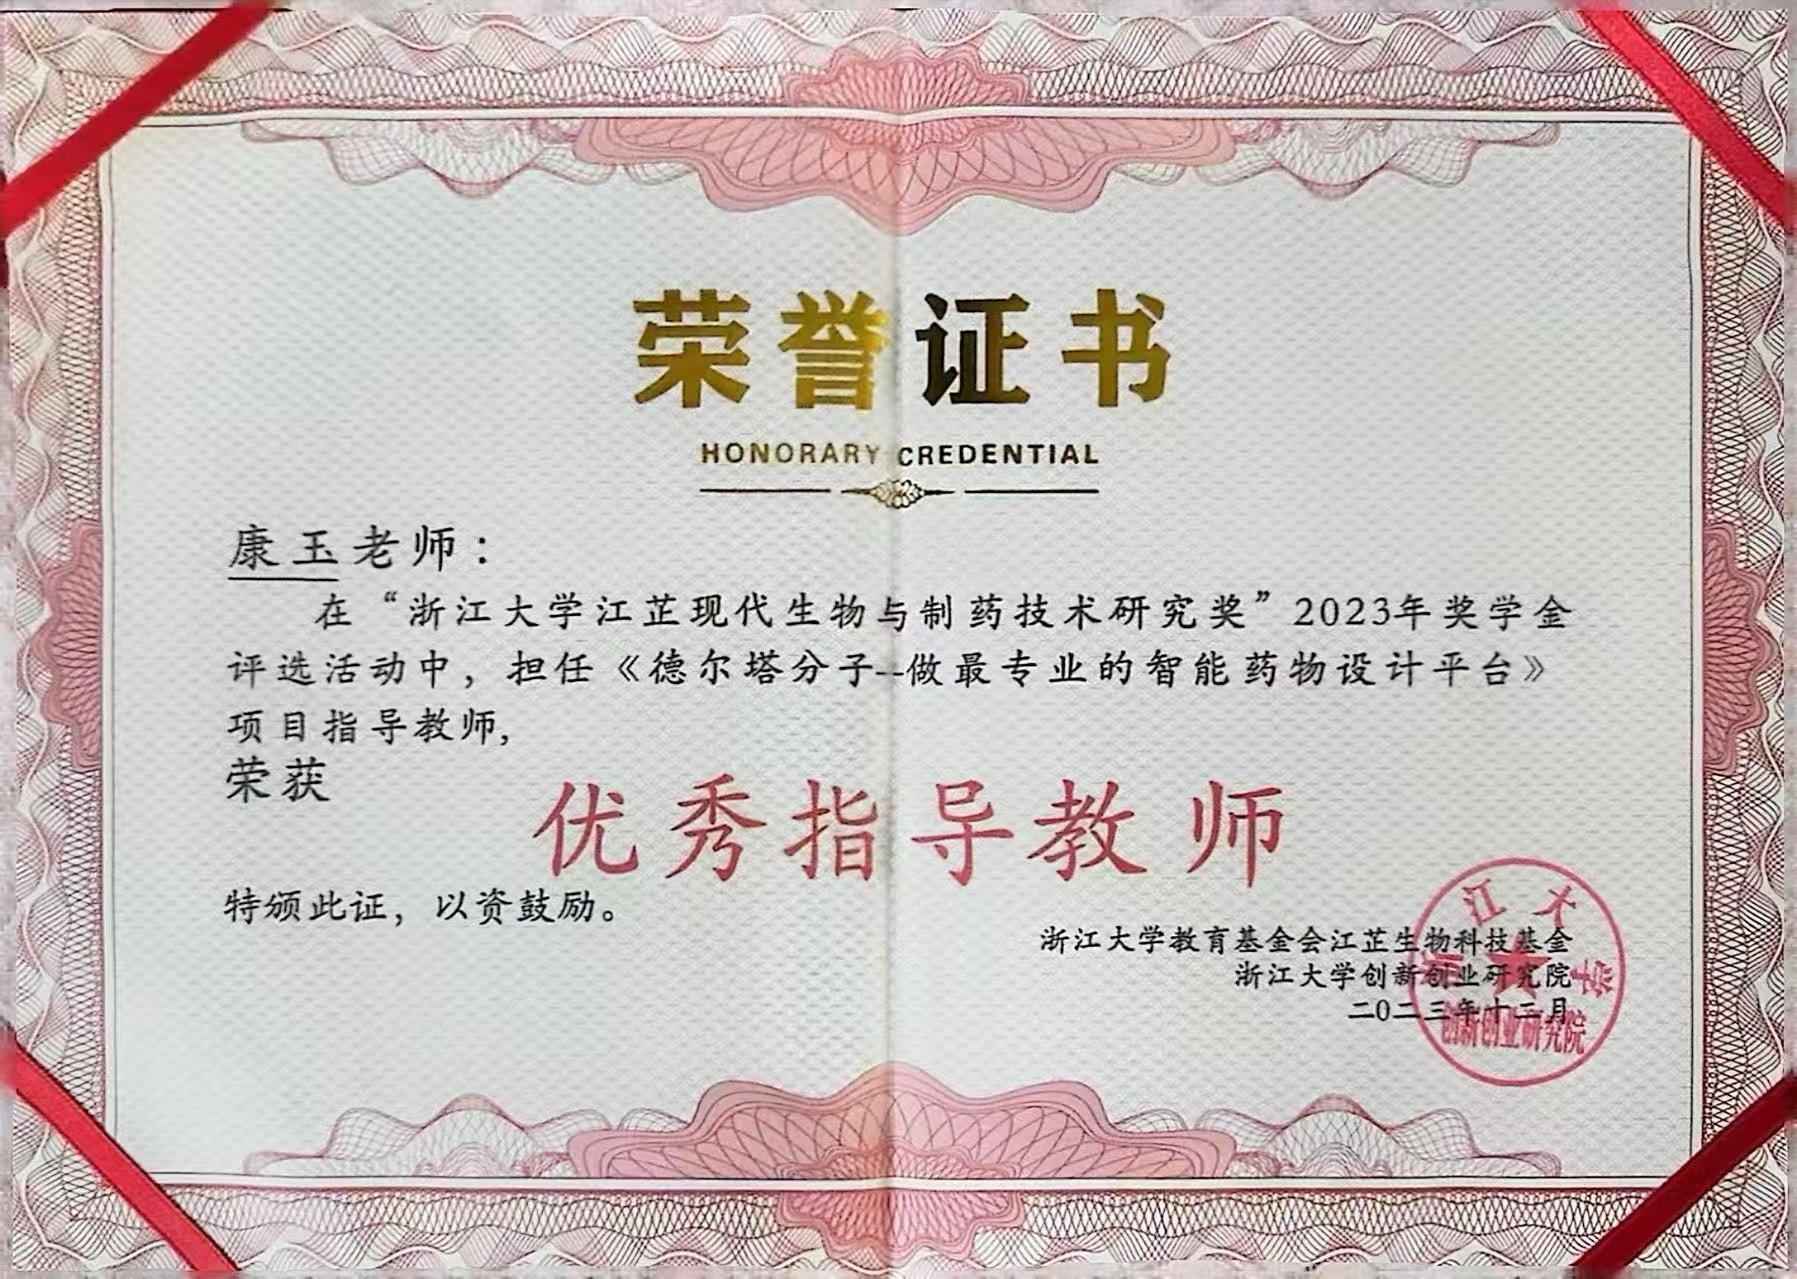 荣誉证书
HONORARY CREDENTIAL
康玉老师：
在“浙江大学江芷现代生物与制药技术研究奖”2023年奖学金
评选活动中，担任《德尔塔分子--做最专业的智能药物设计平台》
项目指导教师,
荣获
优秀指导教师
特颁此证，以资鼓励。
浙江大学教育基金会江芷生物科技基金
浙江大学创新创业研究院
二〇二三年十二月
浙江大学
创新创业研究院